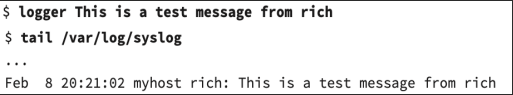 $ logger This is a test message from rich
$ tail /var/log/syslog
...
Feb  8 20:21:02 myhost rich: This is a test message from rich